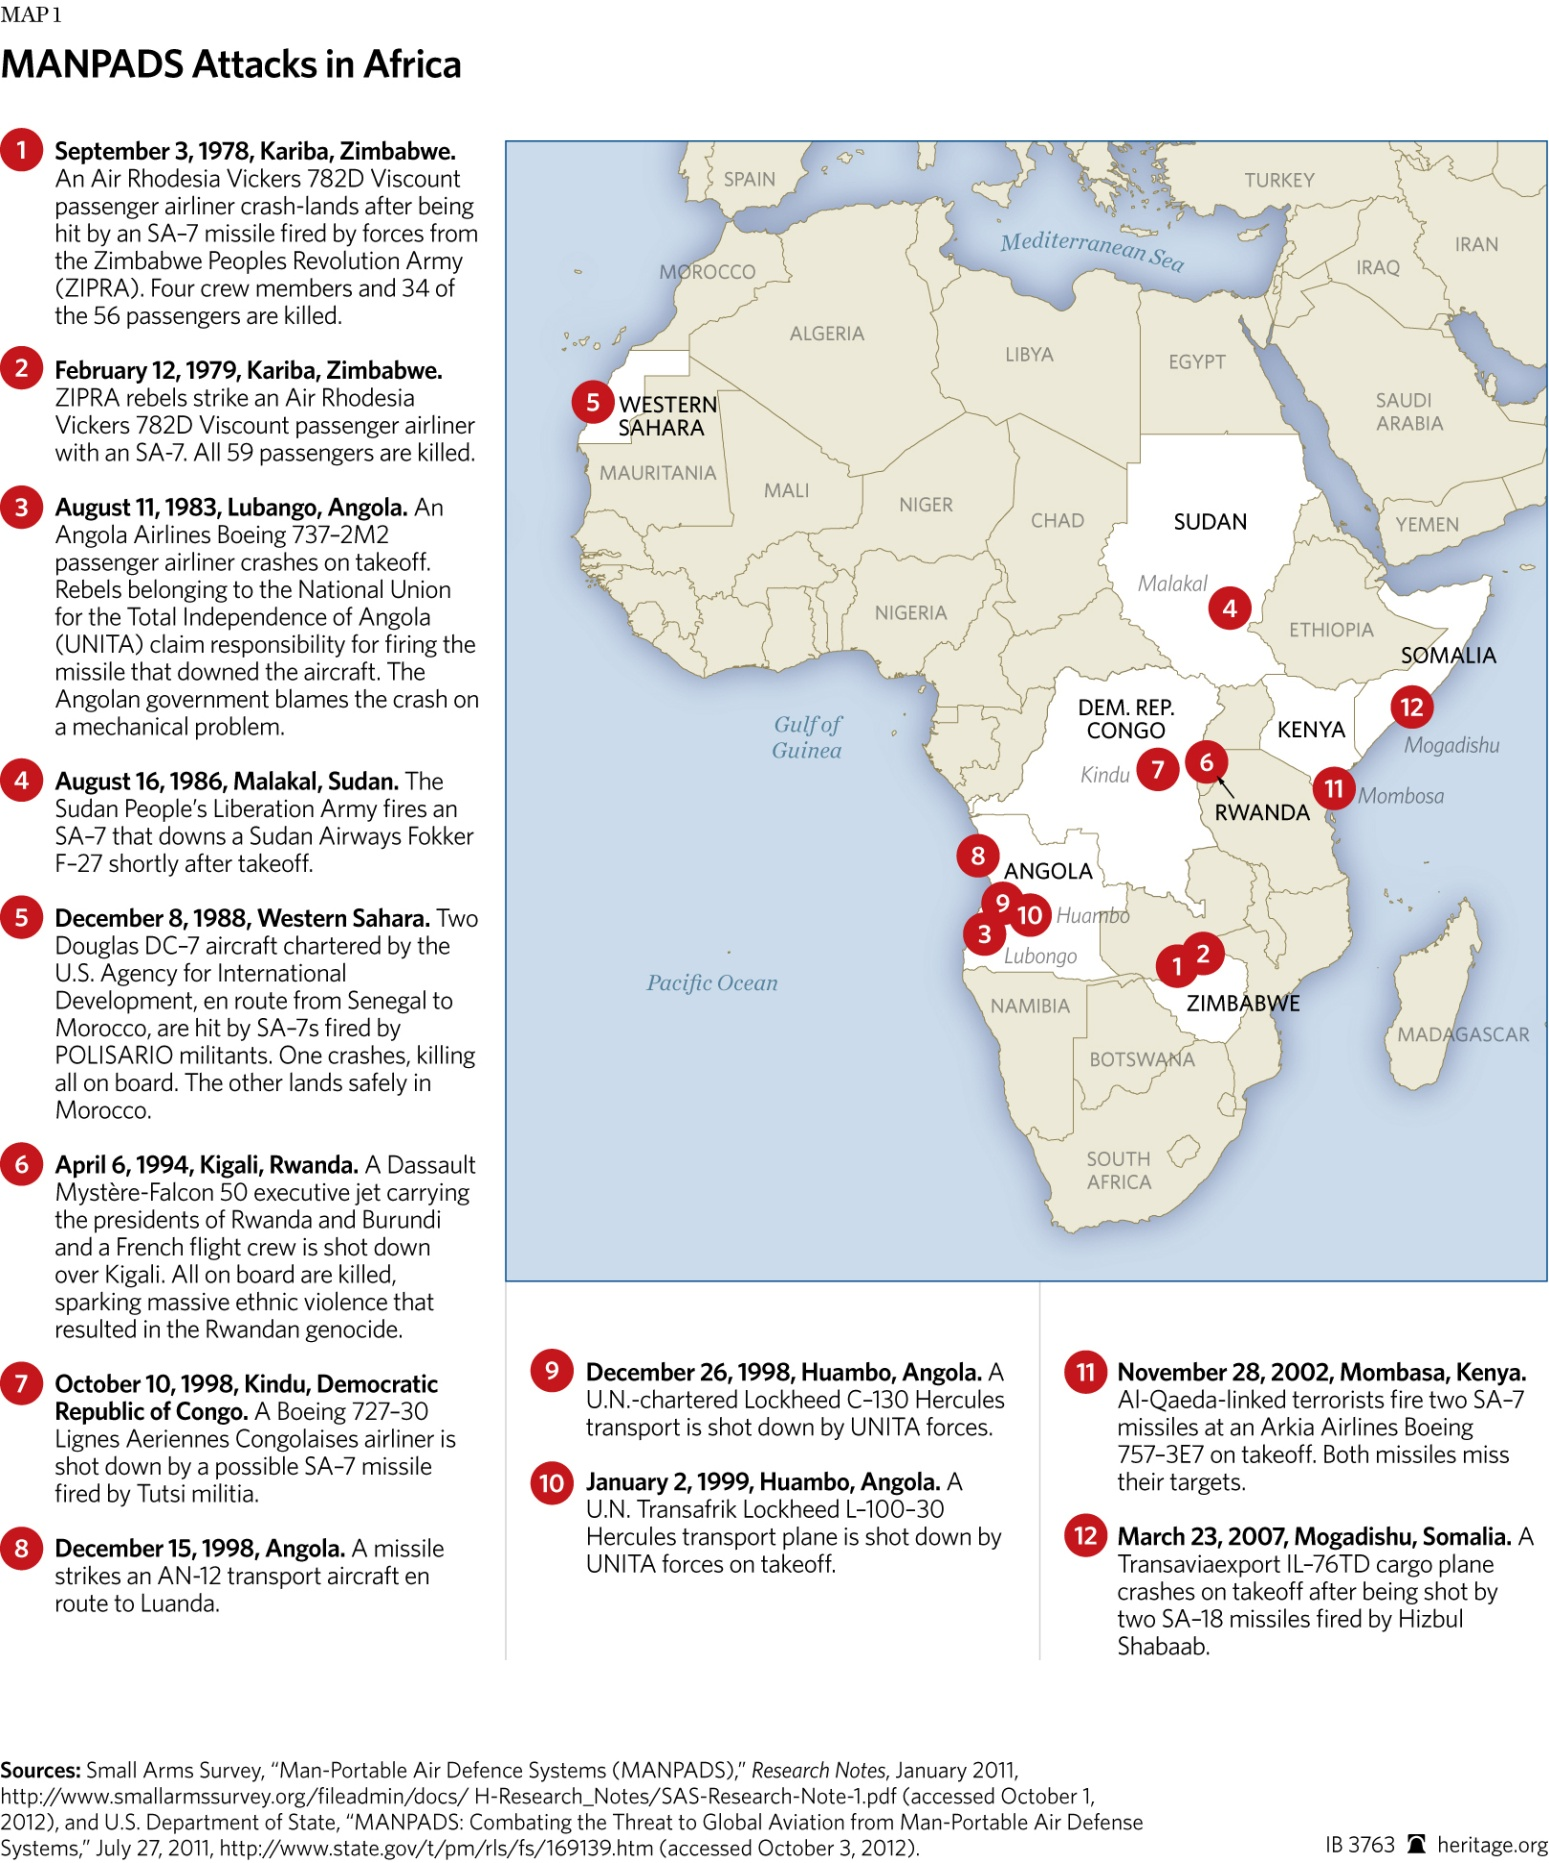 MAP 1
MANPADS Attacks in Africa
1 September 3, 1978, Kariba, Zimbabwe.
An Air Rhodesia Vickers 782D Viscount
passenger airliner crash-lands after being
hit by an SA–7 missile fired by forces from
the Zimbabwe Peoples Revolution Army
(ZIPRA). Four crew members and 34 of
the 56 passengers are killed.
2 February 12, 1979, Kariba, Zimbabwe.
ZIPRA rebels strike an Air Rhodesia
Vickers 782D Viscount passenger airliner
with an SA-7. All 59 passengers are killed.
3 August 11, 1983, Lubango, Angola. An
Angola Airlines Boeing 737–2M2
passenger airliner crashes on takeoff.
Rebels belonging to the National Union
for the Total Independence of Angola
(UNITA) claim responsibility for firing the
missile that downed the aircraft. The
Angolan government blames the crash on
a mechanical problem.
4 August 16, 1986, Malakal, Sudan. The
Sudan People's Liberation Army fires an
SA–7 that downs a Sudan Airways Fokker
F–27 shortly after takeoff.
5 December 8, 1988, Western Sahara. Two
Douglas DC–7 aircraft chartered by the
U.S. Agency for International
Development, en route from Senegal to
Morocco, are hit by SA–7s fired by
POLISARIO militants. One crashes, killing
all on board. The other lands safely in
Morocco.
6 April 6, 1994, Kigali, Rwanda. A Dassault
Mystère-Falcon 50 executive jet carrying
the presidents of Rwanda and Burundi
and a French flight crew is shot down
over Kigali. All on board are killed,
sparking massive ethnic violence that
resulted in the Rwandan genocide.
7 October 10, 1998, Kindu, Democratic
Republic of Congo. A Boeing 727–30
Lignes Aeriennes Congolaises airliner is
shot down by a possible SA–7 missile
fired by Tutsi militia.
8 December 15, 1998, Angola. A missile
strikes an AN-12 transport aircraft en
route to Luanda.
SPAIN
TURKEY
Mediterranean Sea
IRAN
IRAQ
MOROCCO
ALGERIA
LIBYA
EGYPT
SAUDI
ARABIA
5 WESTERN
SAHARA
MAURITANIA
MALI
NIGER
CHAD
SUDAN
YEMEN
Malakal
4
NIGERIA
ETHIOPIA
SOMALIA
DEM. REP.
CONGO
KENYA
12
Mogadishu
Gulf of
Guinea
Kindu 7
6
RWANDA
11 Mombosa
8
ANGOLA
9
10 Huambo
3
Lubongo
1
2
ZIMBABWE
Pacific Ocean
NAMIBIA
BOTSWANA
MADAGASCAR
SOUTH
AFRICA
9 December 26, 1998, Huambo, Angola. A
U.N.-chartered Lockheed C–130 Hercules
transport is shot down by UNITA forces.
10 January 2, 1999, Huambo, Angola. A
U.N. Transafrik Lockheed L–100–30
Hercules transport plane is shot down by
UNITA forces on takeoff.
11 November 28, 2002, Mombasa, Kenya.
Al-Qaeda-linked terrorists fire two SA–7
missiles at an Arkia Airlines Boeing
757–3E7 on takeoff. Both missiles miss
their targets.
12 March 23, 2007, Mogadishu, Somalia. A
Transaviaexport IL–76TD cargo plane
crashes on takeoff after being shot by
two SA–18 missiles fired by Hizbul
Shabaab.
Sources: Small Arms Survey, “Man-Portable Air Defence Systems (MANPADS),” Research Notes, January 2011,
http://www.smallarmssurvey.org/fileadmin/docs/ H-Research_Notes/SAS-Research-Note-1.pdf (accessed October 1,
2012), and U.S. Department of State, “MANPADS: Combating the Threat to Global Aviation from Man-Portable Air Defense
Systems,” July 27, 2011, http://www.state.gov/t/pm/rls/fs/169139.htm (accessed October 3, 2012).
IB 3763 heritage.org